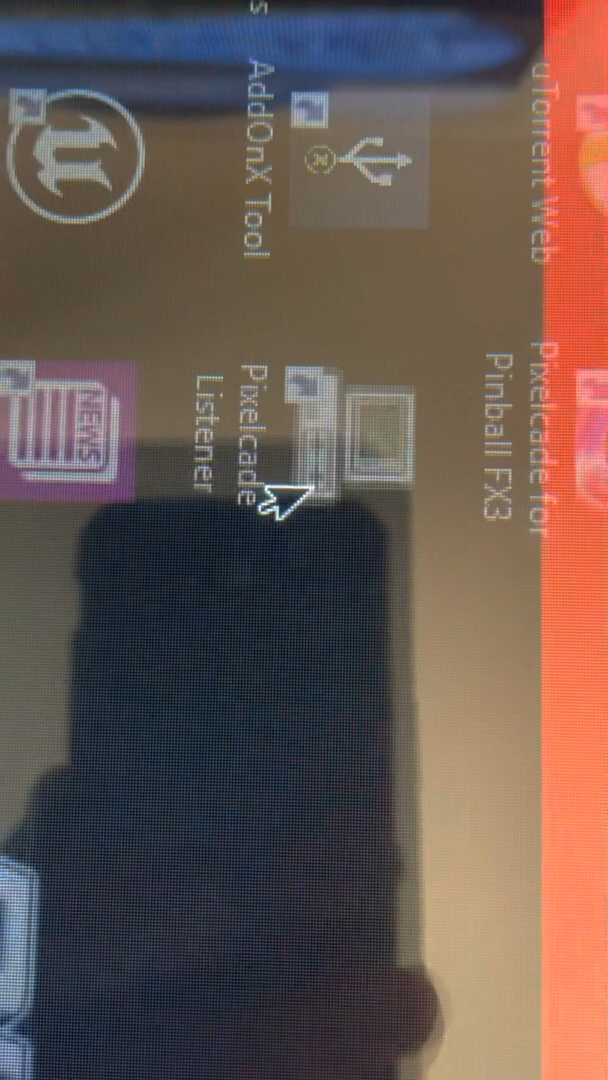 uTorrent Web
Pixelcade for
Pinball FX3
s
AddOnX Tool
Pixelcade
Listener
NEWS